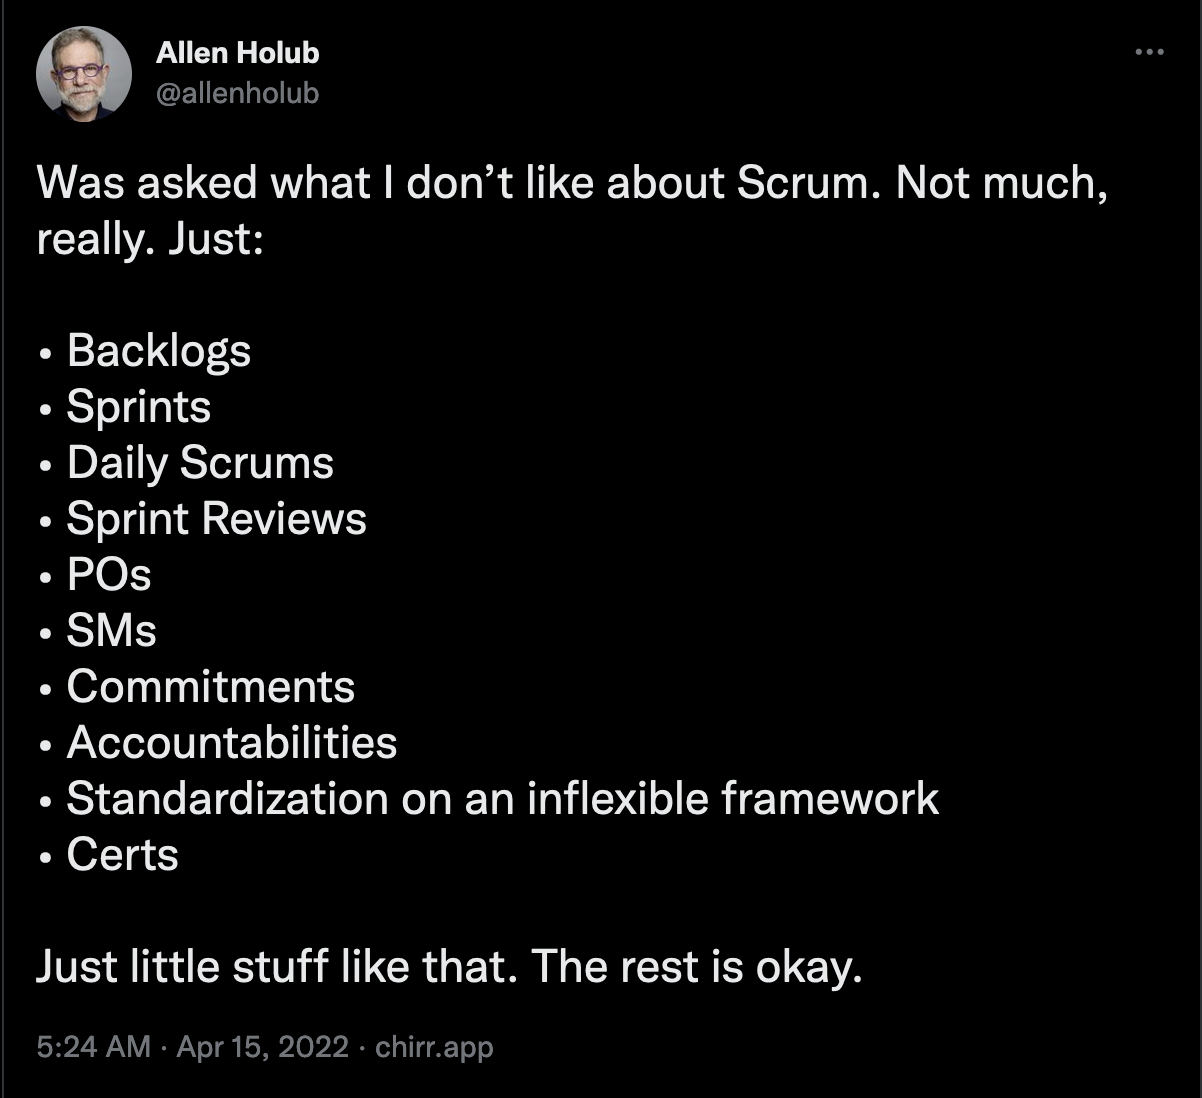 Allen Holub
@allenholub
Was asked what I don’t like about Scrum. Not much,
really. Just:
• Backlogs
• Sprints
• Daily Scrums
• Sprint Reviews
• POs
• SMs
• Commitments
• Accountabilities
• Standardization on an inflexible framework
• Certs
Just little stuff like that. The rest is okay.
5:24 AM · Apr 15, 2022 · chirr.app